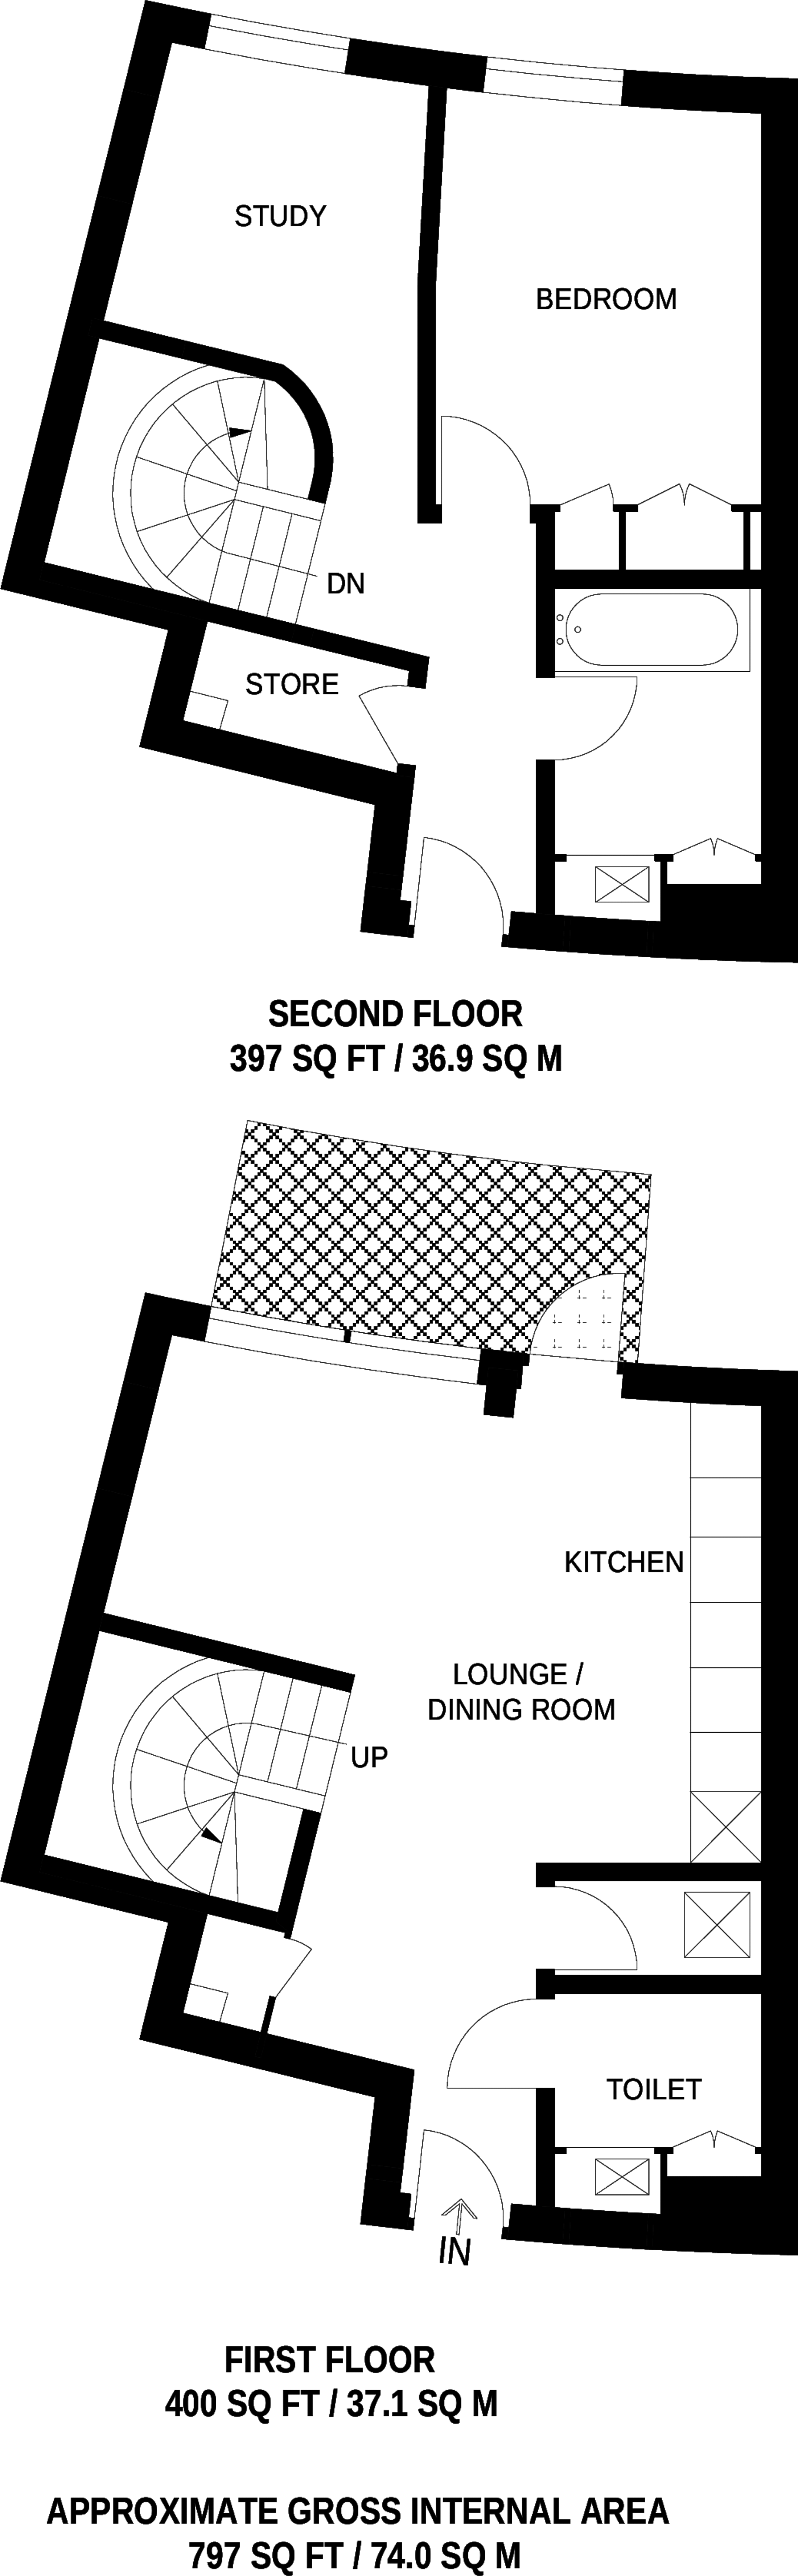 STUDY
BEDROOM
DN
STORE
SECOND FLOOR
397 SQ FT / 36.9 SQ M
KITCHEN
LOUNGE /
DINING ROOM
UP
TOILET
IN
FIRST FLOOR
400 SQ FT / 37.1 SQ M
APPROXIMATE GROSS INTERNAL AREA
797 SQ FT / 74.0 SQ M